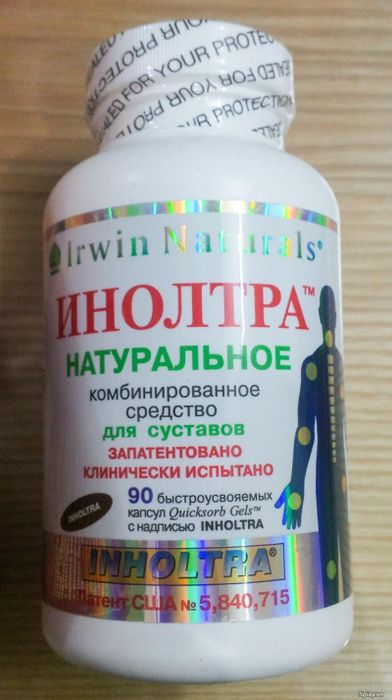 SEALED FOR YOUR PROTECTION
Irwin Naturals®
ИНОЛТРА™
НАТУРАЛЬНОЕ
комбинированное
средство
для суставов
ЗАПАТЕНТОВАНО
КЛИНИЧЕСКИ ИСПЫТАНО
90 быстроусвояемых
капсул Quicksorb Gels™
с надписью INHOLTRA
INHOLTRA
INHOLTRA®
Патент США № 5,840,715